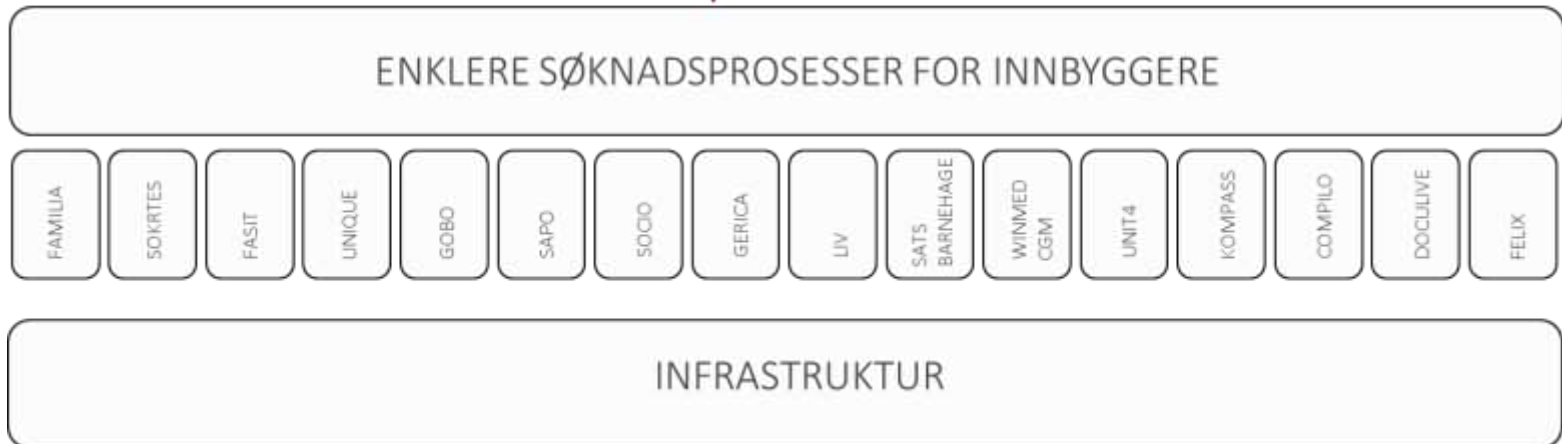 ENKLERE SØKNADSPROSESSER FOR INNBYGGERE
FAMILIA
SOKRTES
FASIT
UNIQUE
GOBO
SAPO
SOCIO
GERICA
LIV
SATS
BARNEHAGE
WINMED
CGM
UNIT4
KOMPASS
COMPILO
DOCULIVE
FELIX
INFRASTRUKTUR